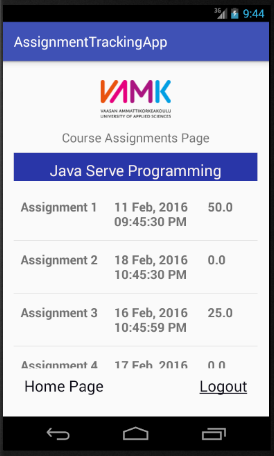 3G 9:44
AssignmentTrackingApp
VAMK
VAASAN AMMATTIKORKEAKOULU
UNIVERSITY OF APPLIED SCIENCES
Course Assignments Page
Java Serve Programming
Assignment 1 11 Feb, 2016 50.0
09:45:30 PM
Assignment 2 18 Feb, 2016 0.0
10:45:30 PM
Assignment 3 16 Feb, 2016 25.0
10:45:59 PM
Assignment 4 17 Feb, 2016 0.0
Home Page Logout